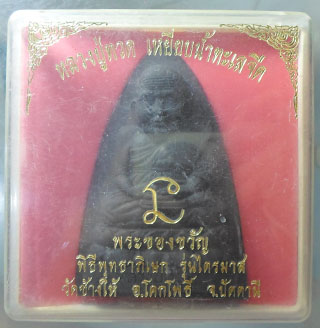 หลวงปู่ทวด เหยียบน้ำทะเลจืด
พระของขวัญ
พิธีพุทธาภิเษก รุ่นไตรมาส
วัดช้างให้ อ.โคกโพธิ์ จ.ปัตตานี